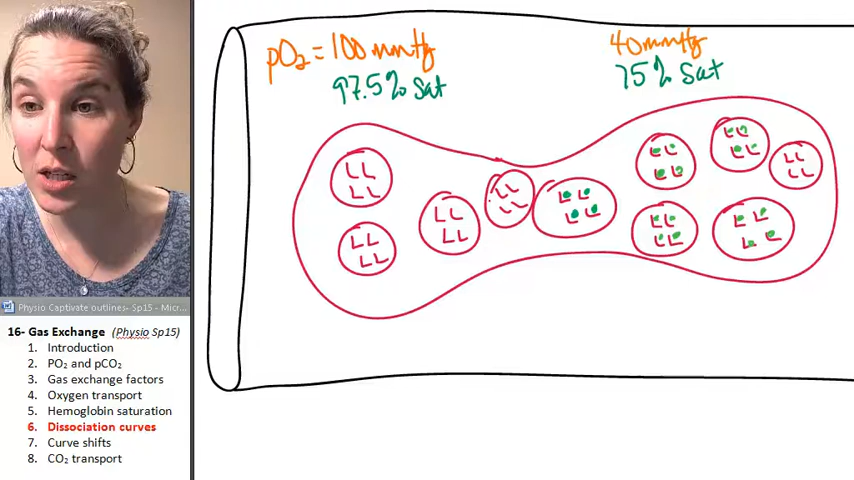 pO2 = 100 mmHg
97.5% Sat
40 mmHg
75% Sat
Physio Captivate outlines- Sp15 - Micr...
16- Gas Exchange (Physio Sp15)
1. Introduction
2. PO2 and pCO2
3. Gas exchange factors
4. Oxygen transport
5. Hemoglobin saturation
6. Dissociation curves
7. Curve shifts
8. CO2 transport